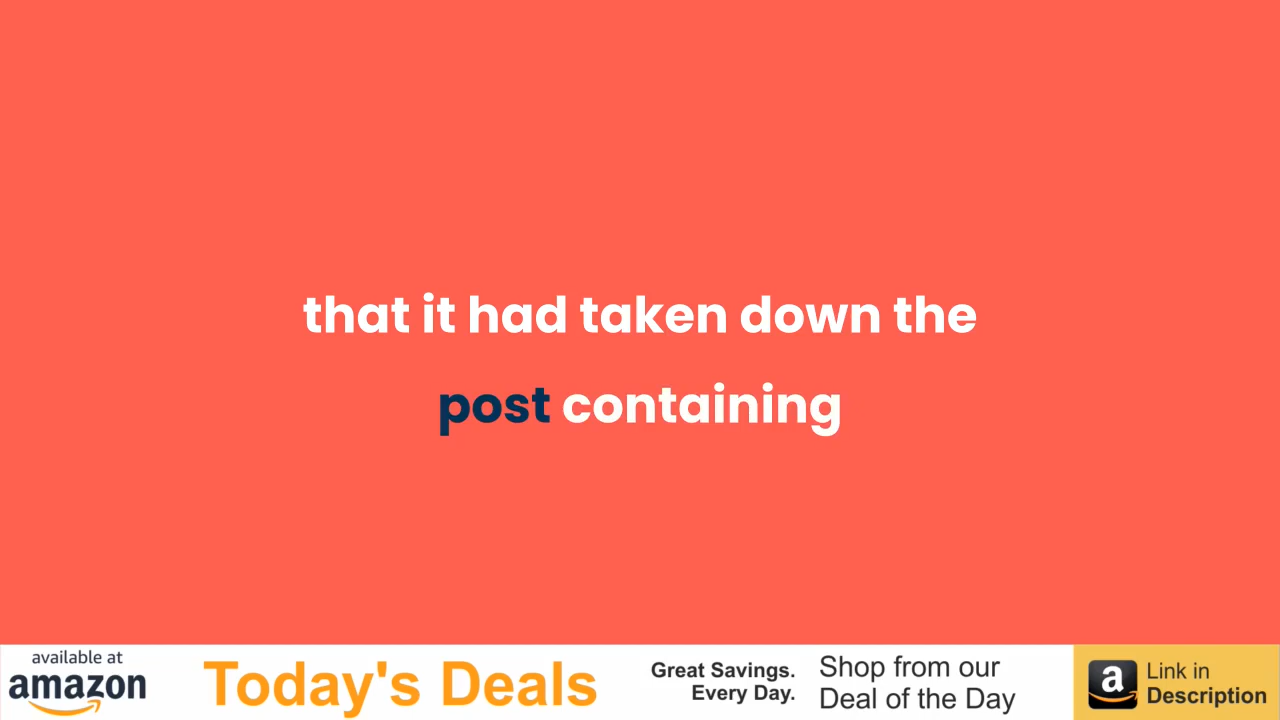 that it had taken down the
post containing
available at
amazon
Today's Deals
Great Savings.
Every Day.
Shop from our
Deal of the Day
a
Link in
Description